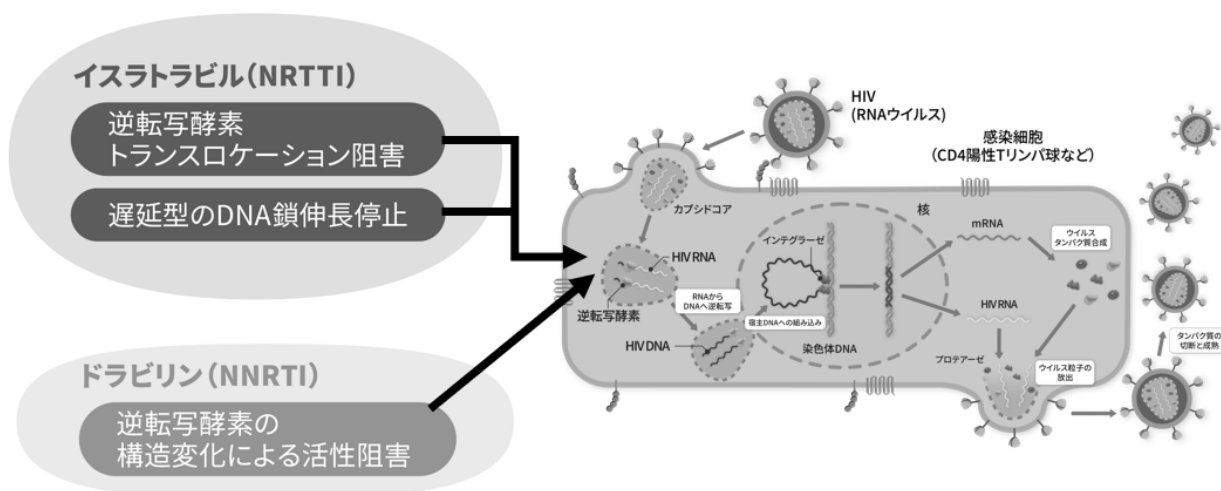 イスラトラビル(NRTTI)
逆転写酵素
トランスロケーション阻害
遅延型のDNA鎖伸長停止
ドラビリン(NNRTI)
逆転写酵素の
構造変化による活性阻害
HIV
(RNAウイルス)
感染細胞
(CD4陽性Tリンパ球など)
カプシドコア
核
インテグラーゼ
mRNA
ウイルス
タンパク質合成
HIV RNA
逆転写酵素
RNAから
DNAへ逆転写
HIV DNA
宿主DNAへの組み込み
染色体DNA
HIV RNA
プロテアーゼ
ウイルス粒子の
放出
タンパク質の
切断と成熟